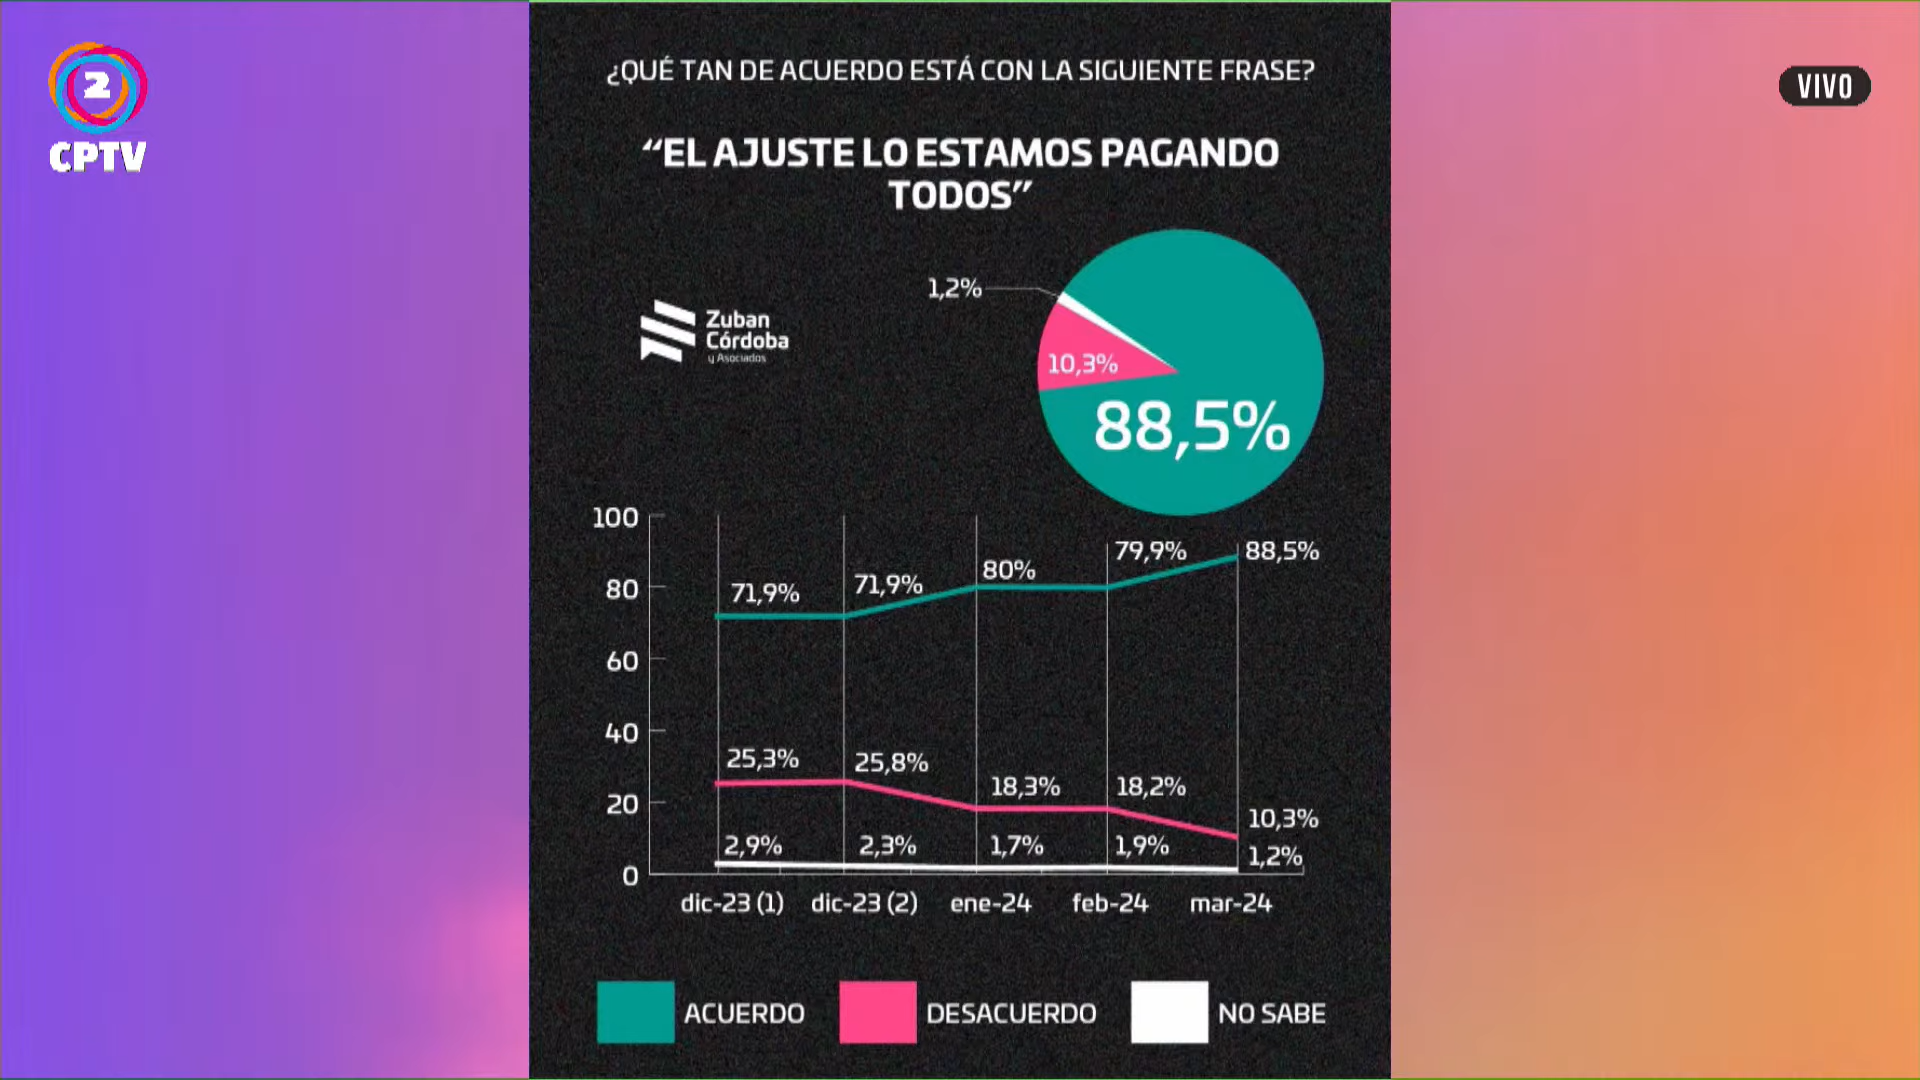 2
CPTV
VIVO
¿QUÉ TAN DE ACUERDO ESTÁ CON LA SIGUIENTE FRASE?
“EL AJUSTE LO ESTAMOS PAGANDO
TODOS”
Zuban
Córdoba
y Asociados
1,2%
10,3%
88,5%
100
80
60
40
20
0
71,9%
71,9%
80%
79,9%
88,5%
25,3%
25,8%
18,3%
18,2%
10,3%
2,9%
2,3%
1,7%
1,9%
1,2%
dic-23 (1)
dic-23 (2)
ene-24
feb-24
mar-24
ACUERDO
DESACUERDO
NO SABE